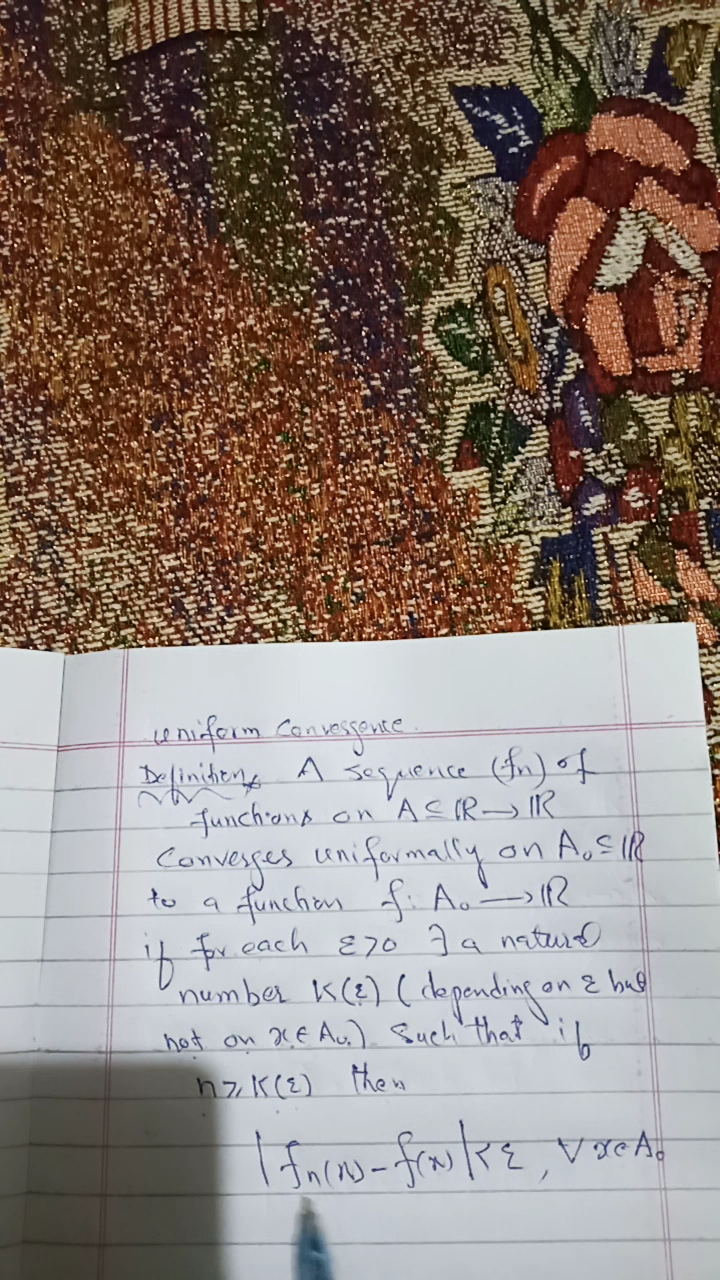 uniform Convergence.
Definition A sequence (fn) of
functions on A ⊆ ℝ → ℝ
Converges uniformally on A₀ ⊆ ℝ
to a function f: A₀ → ℝ
if for each ε>0 ∃ a natural
number K(ε) (depending on ε but
not on x ∈ A₀) Such that if
n ≥ K(ε) then
|fn(x) - f(x)| < ε, ∀ x ∈ A₀